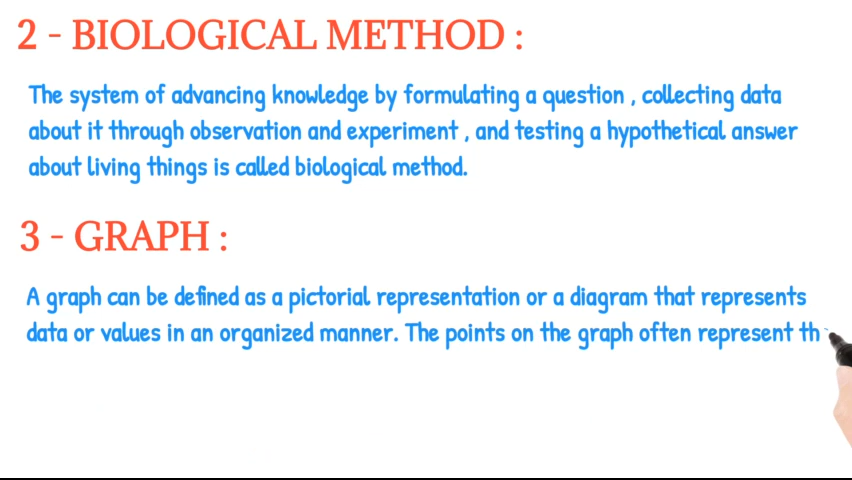 2 - BIOLOGICAL METHOD :
The system of advancing knowledge by formulating a question , collecting data
about it through observation and experiment , and testing a hypothetical answer
about living things is called biological method.
3 - GRAPH :
A graph can be defined as a pictorial representation or a diagram that represents
data or values in an organized manner. The points on the graph often represent th